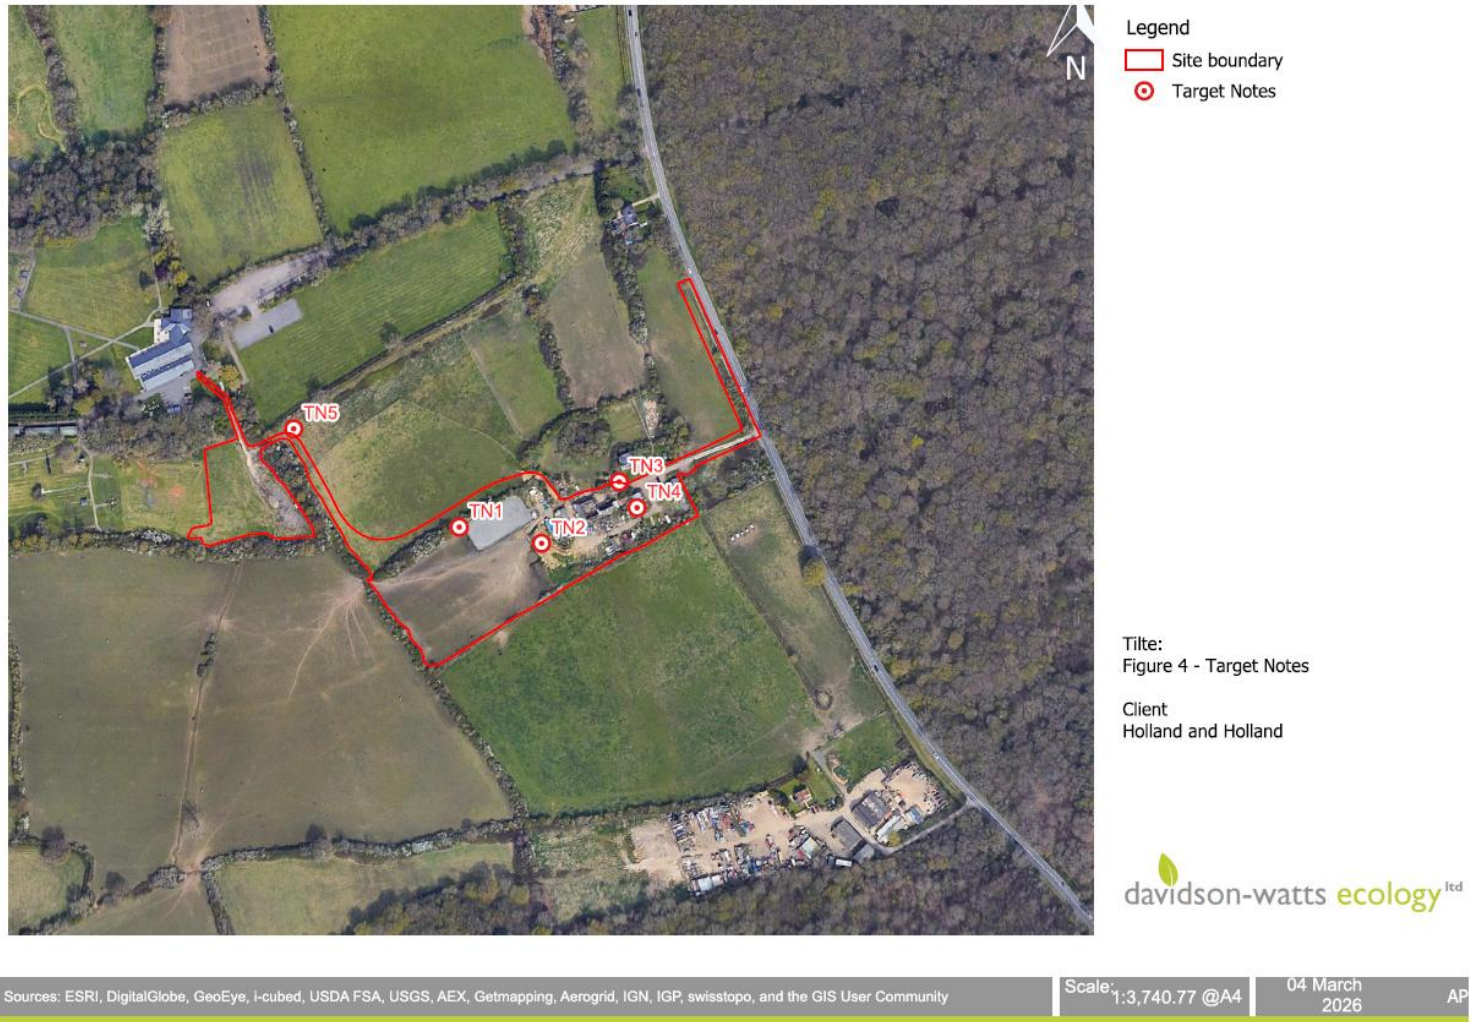 N
TN5
TN3
TN4
TN1
TN2
Legend
Site boundary
Target Notes
Tilte:
Figure 4 - Target Notes
Client
Holland and Holland
davidson-watts ecology ltd
Sources: ESRI, DigitalGlobe, GeoEye, i-cubed, USDA FSA, USGS, AEX, Getmapping, Aerogrid, IGN, IGP, swisstopo, and the GIS User Community
Scale:
1:3,740.77 @A4
04 March
2026
AP